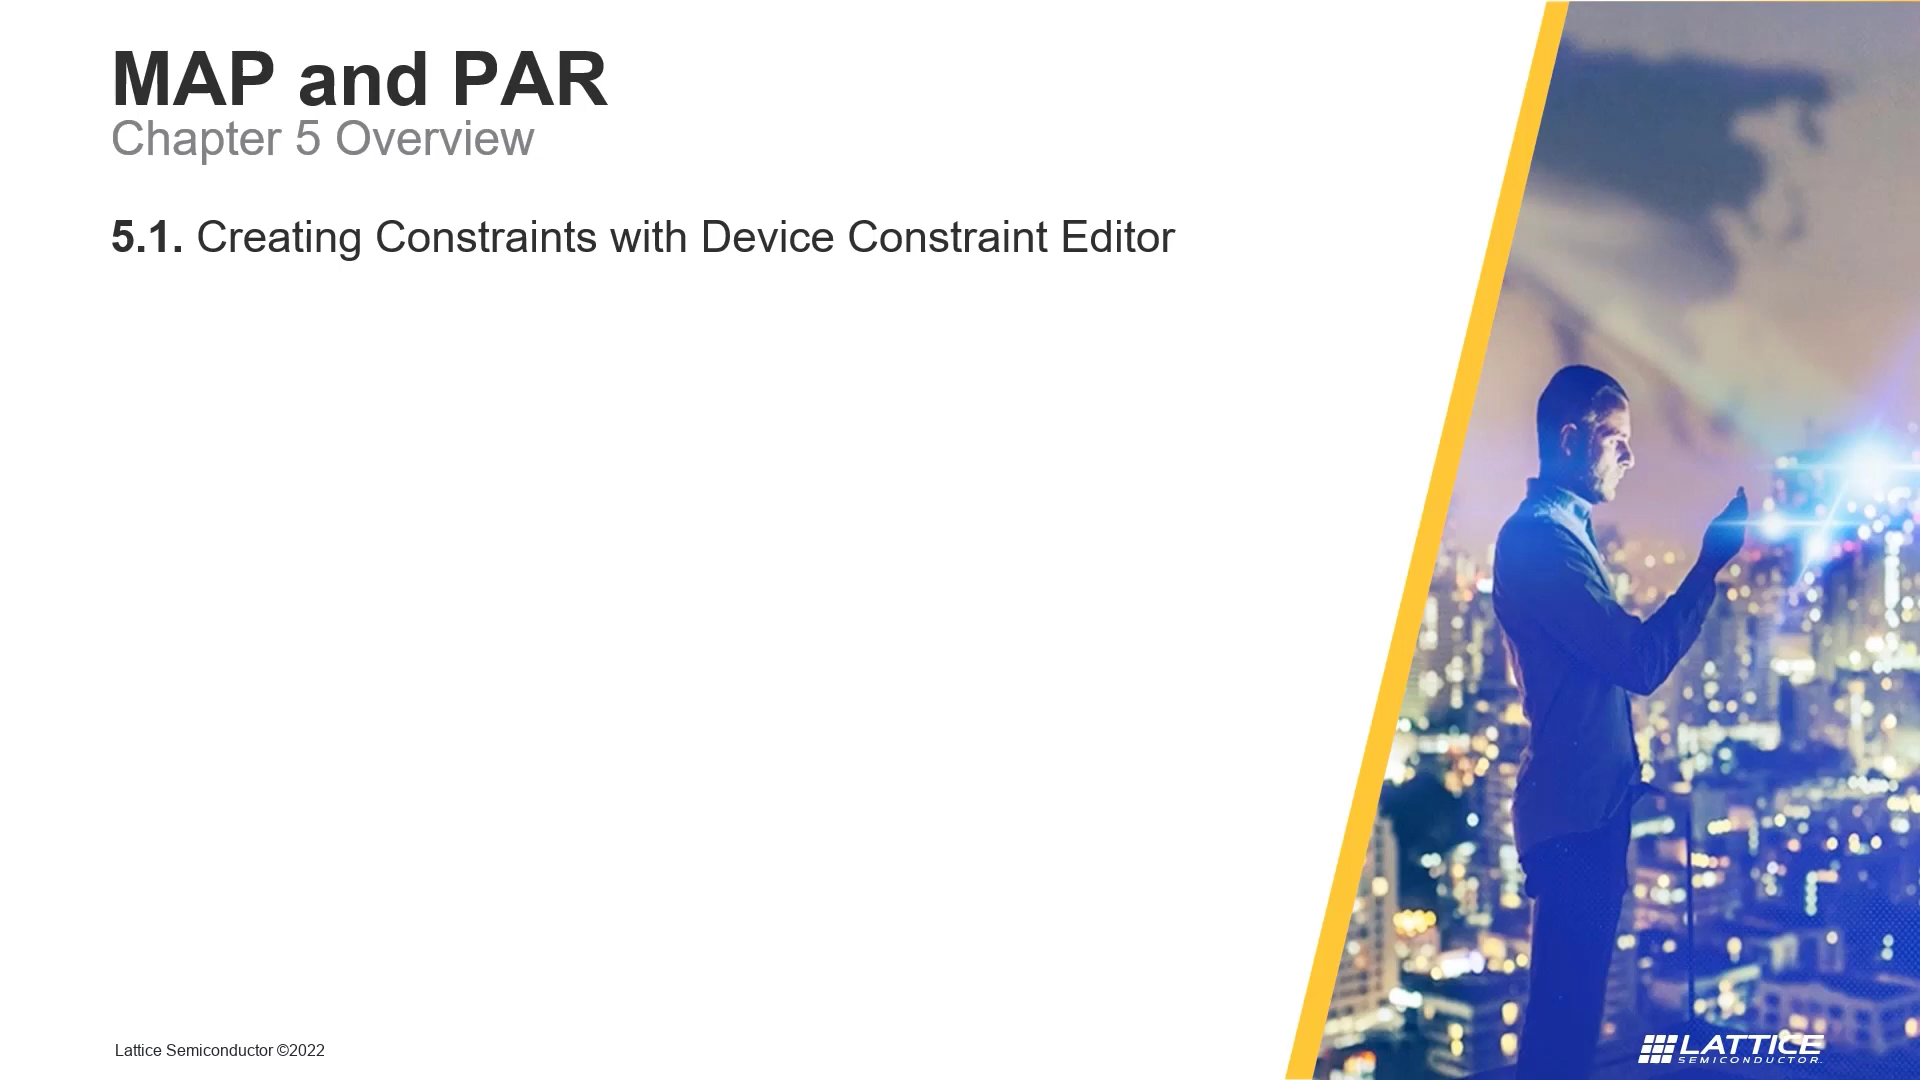 MAP and PAR
Chapter 5 Overview
5.1. Creating Constraints with Device Constraint Editor
Lattice Semiconductor ©2022
LATTICE
SEMICONDUCTOR